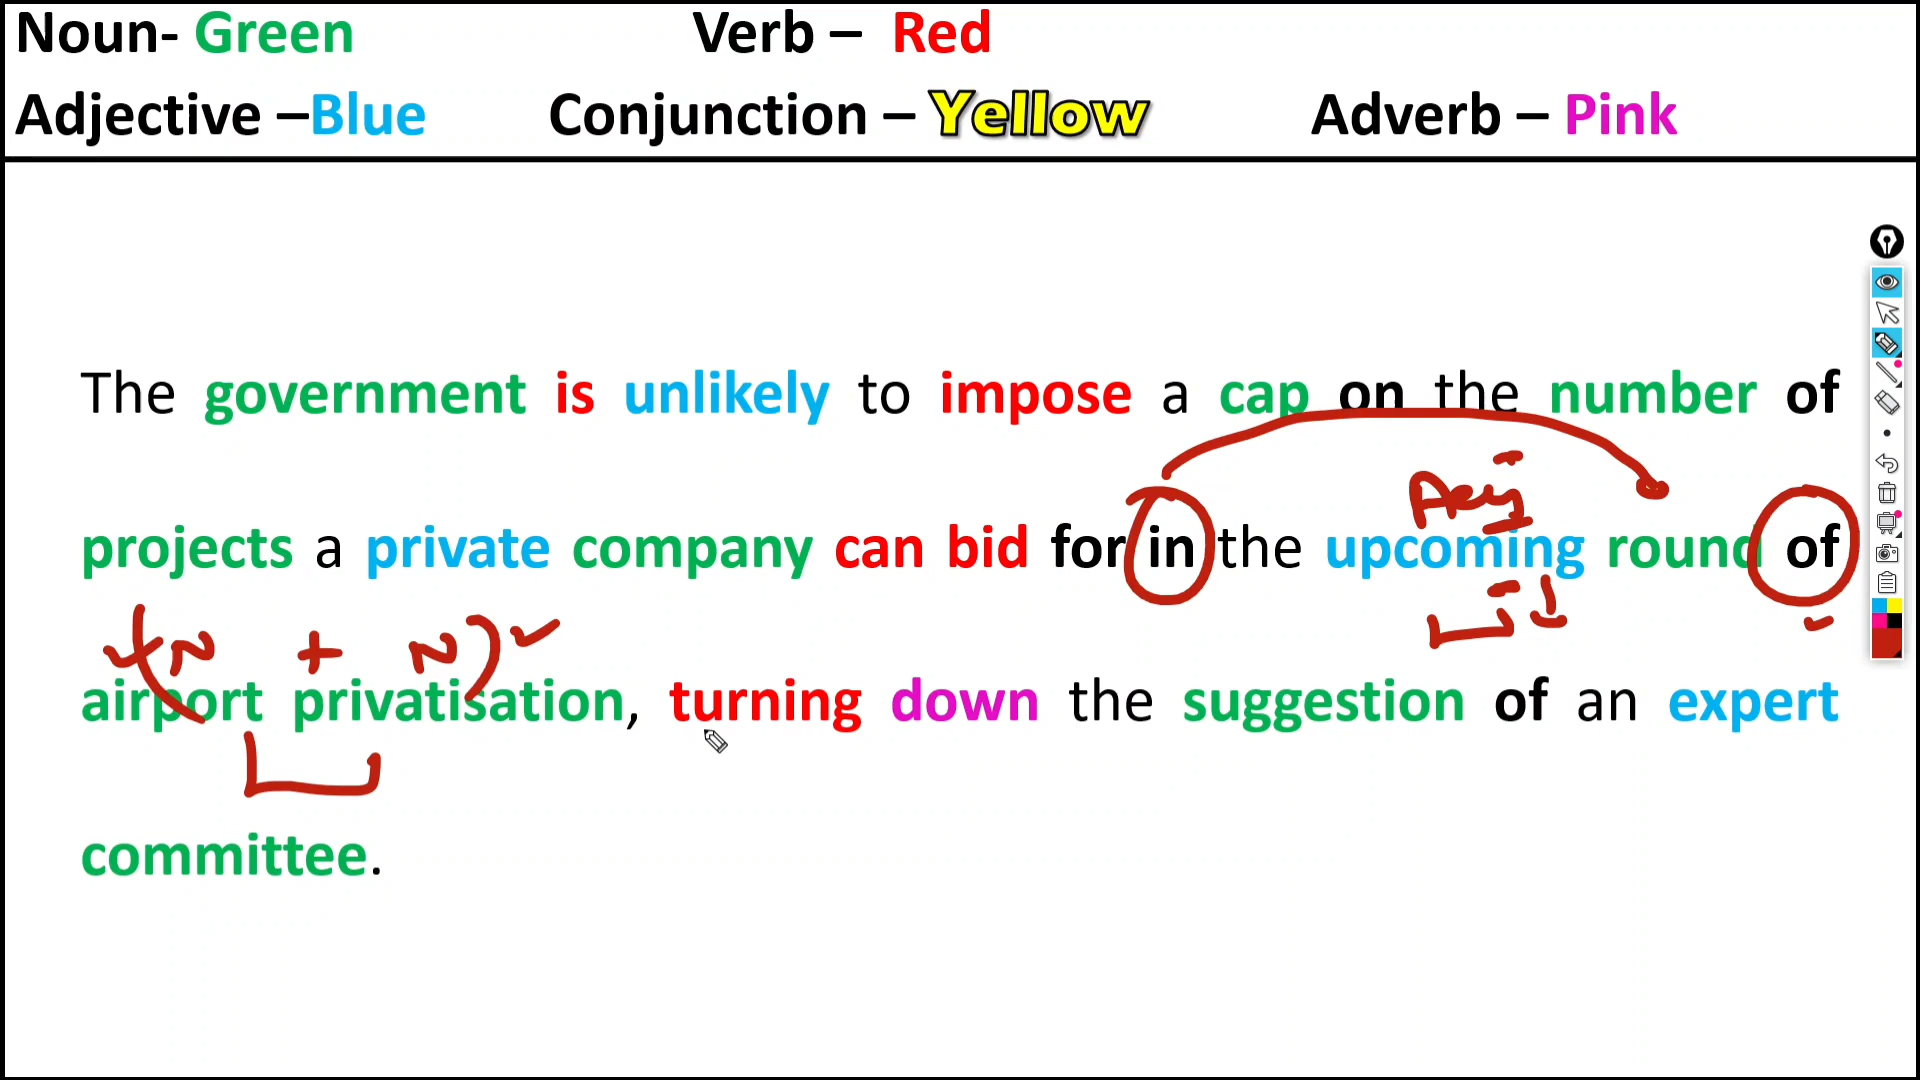 Noun- Green Verb – Red
Adjective –Blue Conjunction – Yellow Adverb – Pink
The government is unlikely to impose a cap on the number of
projects a private company can bid for in the upcoming round of
(N + N)
airport privatisation, turning down the suggestion of an expert
committee.